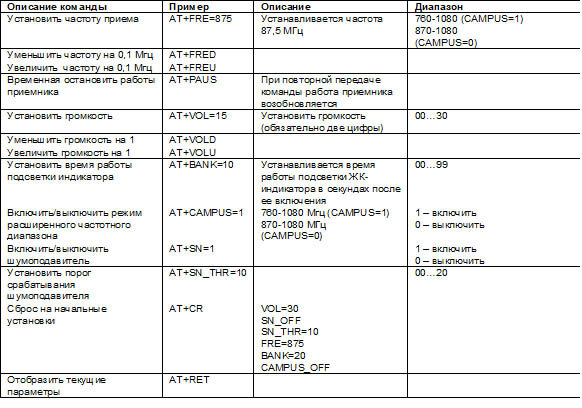 Описание команды Пример Описание Диапазон
Установить частоту приема AT+FRE=875 Устанавливается частота 87,5 МГц 760-1080 (CAMPUS=1) 870-1080 (CAMPUS=0)
Уменьшить частоту на 0,1 Мгц AT+FRED
Увеличить частоту на 0,1 Мгц AT+FREU
Временная остановить работы приемника AT+PAUS При повторной передаче команды работа приемника возобновляется
Установить громкость AT+VOL=15 Установить громкость (обязательно две цифры) 00...30
Уменьшить громкость на 1 AT+VOLD
Увеличить громкость на 1 AT+VOLU
Установить время работы подсветки индикатора AT+BANK=10 Устанавливается время работы подсветки ЖК-индикатора в секундах после ее включения 00...99
Включить/выключить режим расширенного частотного диапазона AT+CAMPUS=1 760-1080 Мгц (CAMPUS=1) 870-1080 МГц (CAMPUS=0) 1 – включить 0 – выключить
Включить/выключить шумоподавитель AT+SN=1 1 – включить 0 – выключить
Установить порог срабатывания шумоподавителя AT+SN_THR=10 00...20
Сброс на начальные установки AT+CR VOL=30 SN_OFF SN_THR=10 FRE=875 BANK=20 CAMPUS_OFF
Отобразить текущие параметры AT+RET